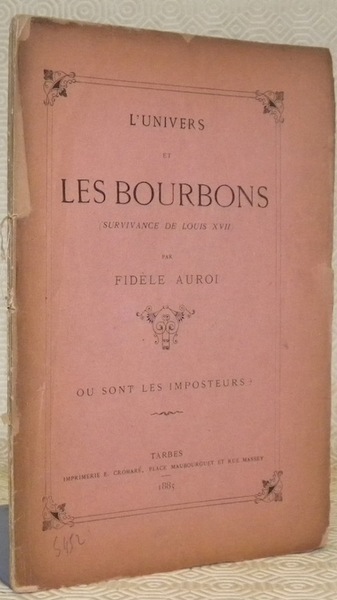 L'UNIVERS
ET
LES BOURBONS
(SURVIVANCE DE LOUIS XVII)
PAR
FIDÈLE AUROI
OU SONT LES IMPOSTEURS ?
TARBES
IMPRIMERIE E. CROHARÉ, PLACE MAUBOURGUET ET RUE MASSEY
1885
5452